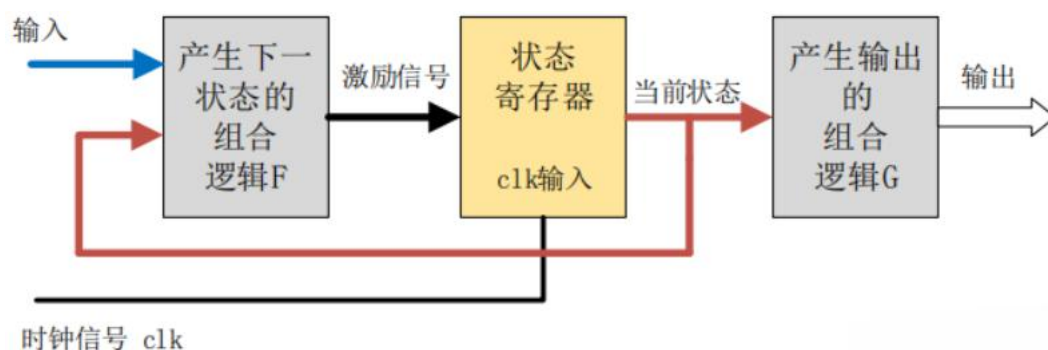 输入
产生下一
状态的
组合
逻辑F
激励信号
状态
寄存器
clk输入
当前状态
产生输出
的
组合
逻辑G
输出
时钟信号 clk